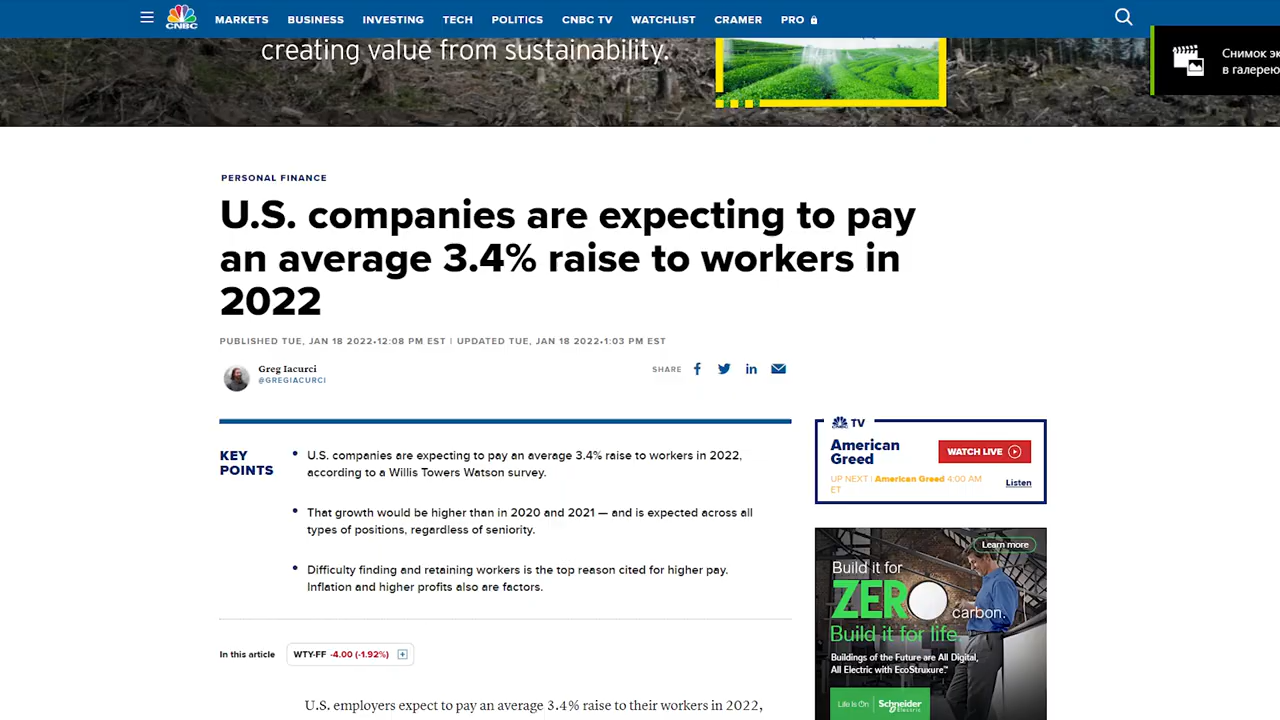 CNBC
MARKETS BUSINESS INVESTING TECH POLITICS CNBC TV WATCHLIST CRAMER PRO
creating value from sustainability.
Снимок эк
в галерею
PERSONAL FINANCE
U.S. companies are expecting to pay
an average 3.4% raise to workers in
2022
PUBLISHED TUE, JAN 18 2022•12:08 PM EST | UPDATED TUE, JAN 18 2022•1:03 PM EST
Greg Iacurci
@GREGIACURCI
SHARE
KEY
POINTS
• U.S. companies are expecting to pay an average 3.4% raise to workers in 2022,
according to a Willis Towers Watson survey.
• That growth would be higher than in 2020 and 2021 — and is expected across all
types of positions, regardless of seniority.
• Difficulty finding and retaining workers is the top reason cited for higher pay.
Inflation and higher profits also are factors.
In this article WTY-FF -4.00 (-1.92%)
U.S. employers expect to pay an average 3.4% raise to their workers in 2022,
CNBC TV
American
Greed
WATCH LIVE
UP NEXT | American Greed 4:00 AM
ET
Listen
Learn more
Build it for
ZERO
carbon.
Build it for life.
Buildings of the Future are All Digital,
All Electric with EcoStruxure™
Life Is On | Schneider
Electric